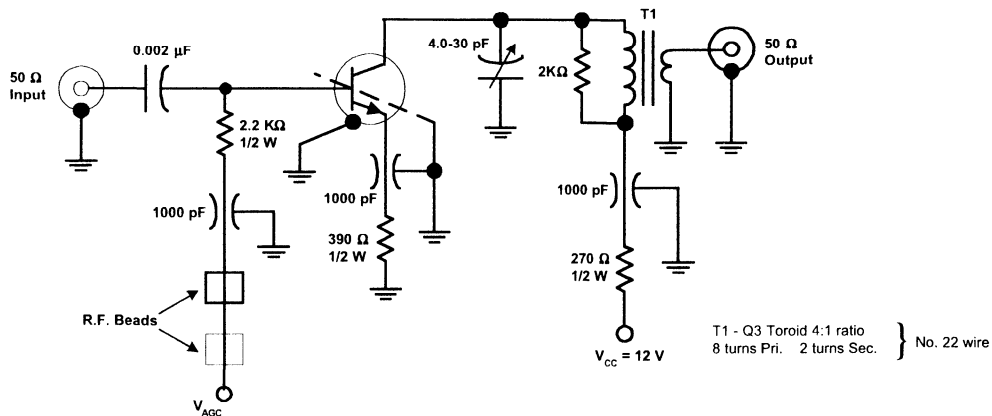 T1
0.002 µF
4.0-30 pF
50 Ω
Input
50 Ω
Output
2KΩ
2.2 KΩ
1/2 W
1000 pF
1000 pF
1000 pF
390 Ω
1/2 W
270 Ω
1/2 W
R.F. Beads
VCC = 12 V
T1 - Q3 Toroid 4:1 ratio
8 turns Pri. 2 turns Sec.
No. 22 wire
VAGC